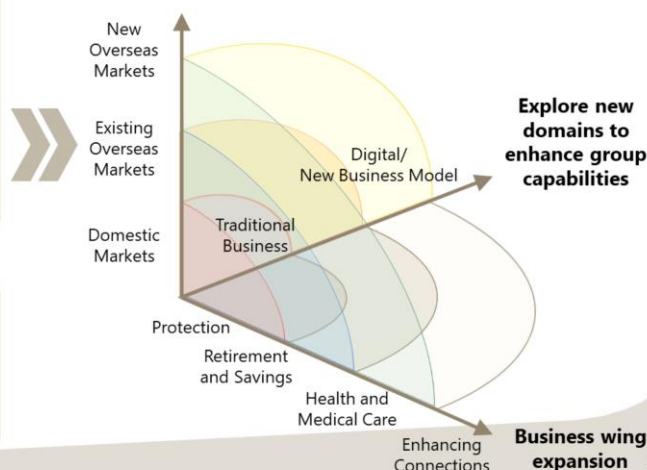 New
Overseas
Markets
Existing
Overseas
Markets
Domestic
Markets
Digital/
New Business Model
Traditional
Business
Explore new
domains to
enhance group
capabilities
Protection
Retirement
and Savings
Health and
Medical Care
Enhancing
Connections
Business wing
expansion